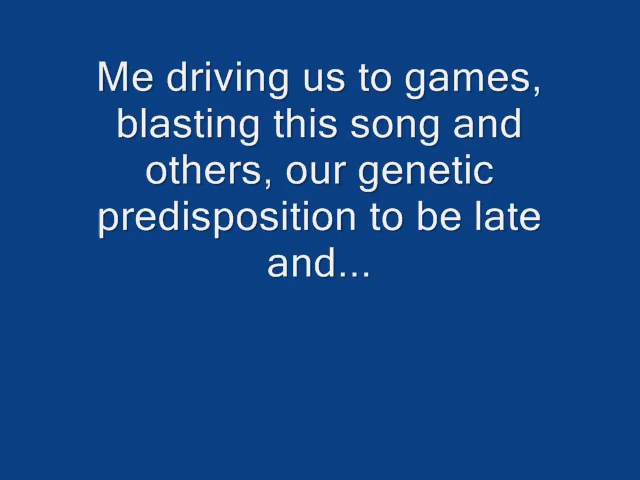 Me driving us to games,
blasting this song and
others, our genetic
predisposition to be late
and...